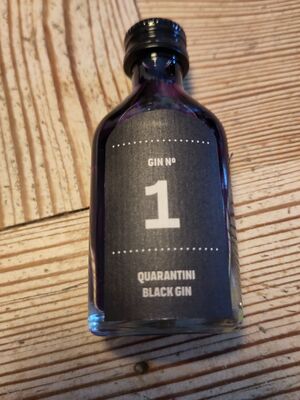 GIN Nº
1
QUARANTINI
BLACK GIN